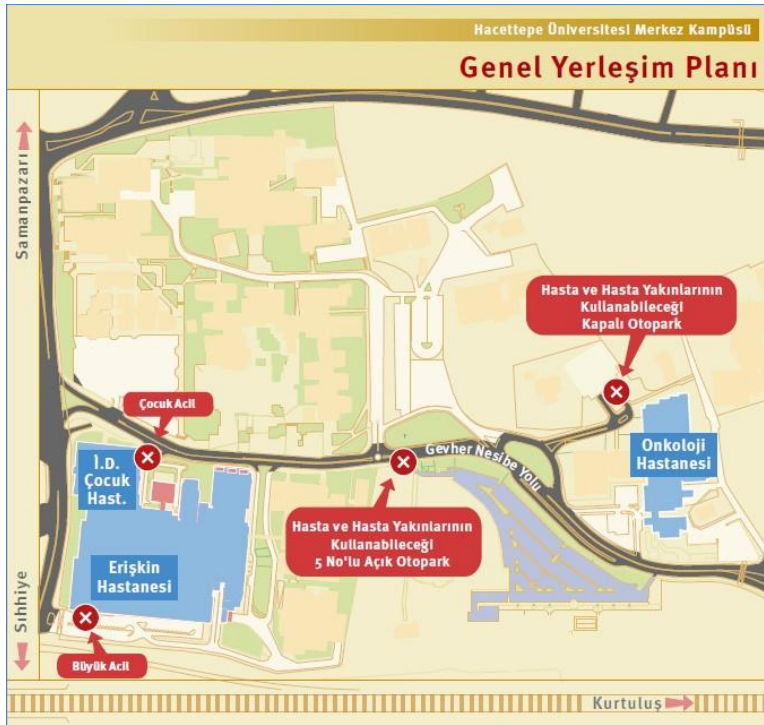 Hacettepe Üniversitesi Merkez Kampüsü
Genel Yerleşim Planı
Samanpazarı
Hasta ve Hasta Yakınlarının
Kullanabileceği
Kapalı Otopark
Çocuk Acil
İ.D.
Çocuk
Hast.
Gevher Nesibe Yolu
Onkoloji
Hastanesi
Hasta ve Hasta Yakınlarının
Kullanabileceği
5 No'lu Açık Otopark
Erişkin
Hastanesi
Sıhhiye
Büyük Acil
Kurtuluş